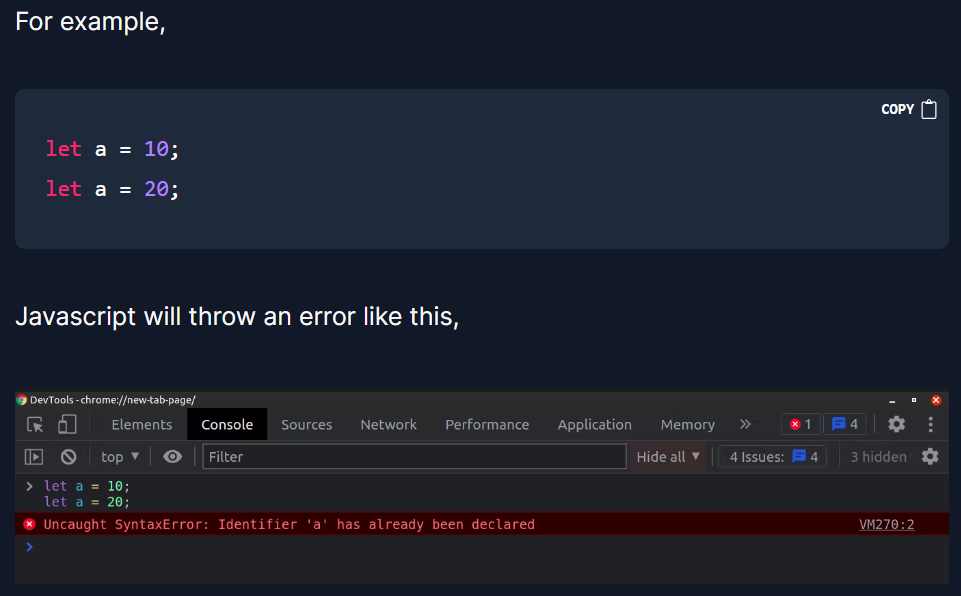 For example,
COPY
let a = 10;
let a = 20;
Javascript will throw an error like this,
DevTools - chrome://new-tab-page/
Elements Console Sources Network Performance Application Memory » 1 4
top ▼ Filter Hide all ▼ 4 Issues: 4 3 hidden
> let a = 10;
let a = 20;
Uncaught SyntaxError: Identifier 'a' has already been declared VM270:2
>